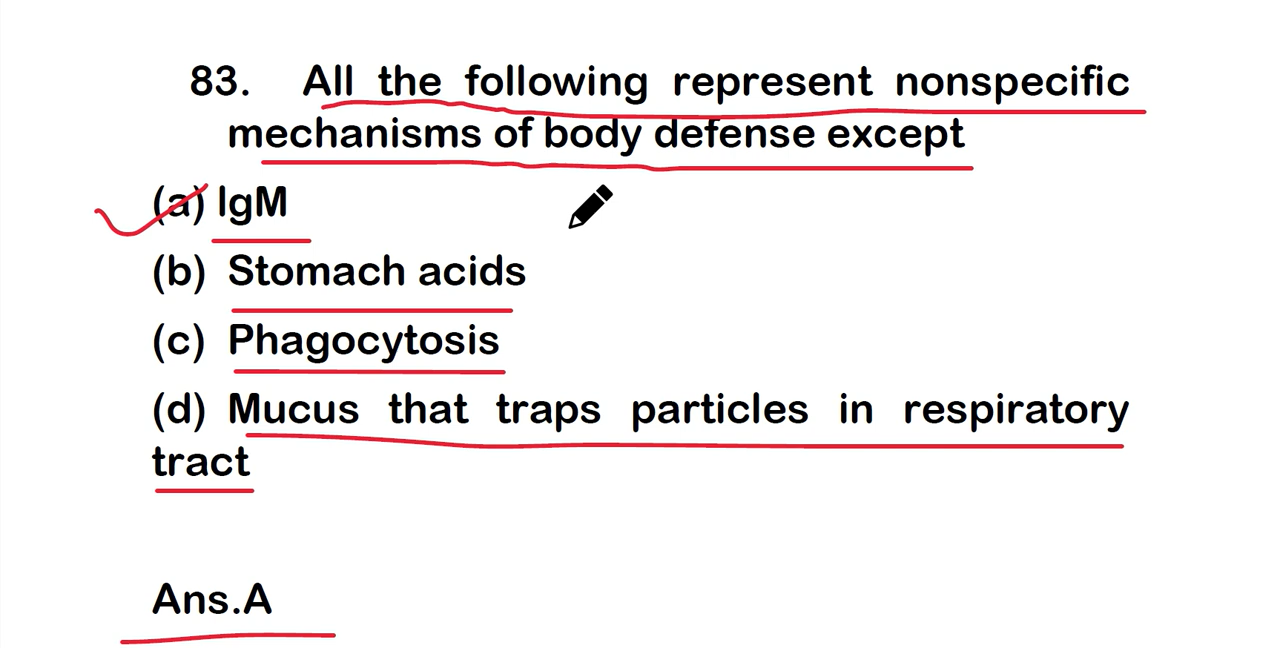 83. All the following represent nonspecific
mechanisms of body defense except
(a) IgM
(b) Stomach acids
(c) Phagocytosis
(d) Mucus that traps particles in respiratory
tract
Ans.A